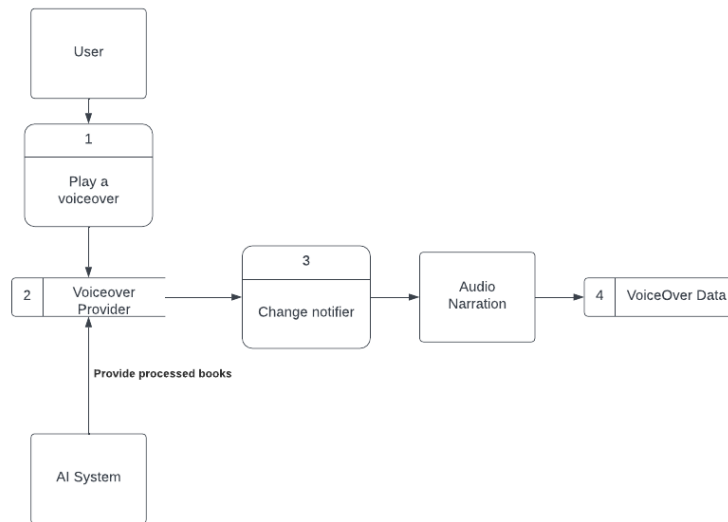 User
1
Play a
voiceover
2
Voiceover
Provider
3
Change notifier
Audio
Narration
4
VoiceOver Data
Provide processed books
AI System